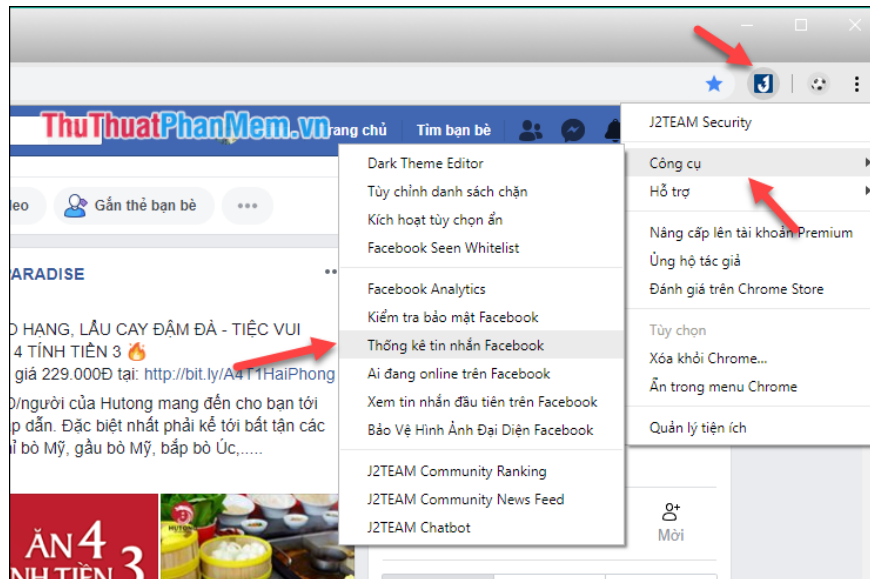 ThuThuatPhanMem.vn
rang chủ Tìm bạn bè
J2TEAM Security
Công cụ
Hỗ trợ
Nâng cấp lên tài khoản Premium
Ủng hộ tác giả
Đánh giá trên Chrome Store
Tùy chọn
Xóa khỏi Chrome...
Ẩn trong menu Chrome
Quản lý tiện ích
Dark Theme Editor
Tùy chỉnh danh sách chặn
Kích hoạt tùy chọn ẩn
Facebook Seen Whitelist
Facebook Analytics
Kiểm tra bảo mật Facebook
Thống kê tin nhắn Facebook
Ai đang online trên Facebook
Xem tin nhắn đầu tiên trên Facebook
Bảo Vệ Hình Ảnh Đại Diện Facebook
J2TEAM Community Ranking
J2TEAM Community News Feed
J2TEAM Chatbot
deo Gắn thẻ bạn bè
PARADISE
O HẠNG, LẨU CAY ĐẬM ĐÀ - TIỆC VUI
4 TÍNH TIỀN 3
giá 229.000Đ tại: http://bit.ly/A4T1HaiPhong
Đ/người của Hutong mang đến cho bạn tới
p dẫn. Đặc biệt nhất phải kể tới bất tận các
ỉ bò Mỹ, gầu bò Mỹ, bắp bò Úc,.....
HUTONG
ĂN 4
NH TIỀN 3
Mời